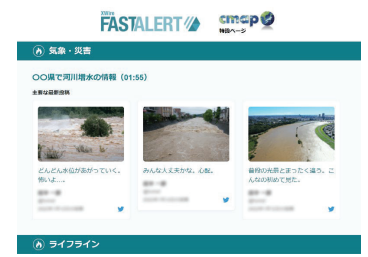 Xwire
FASTALERT
cmap
特設ページ
気象・災害
〇〇県で河川増水の情報（01:55）
主要な最新投稿
どんどん水位があがっていく。
怖いよ…。
みんな大丈夫かな。心配。
普段の光景とまったく違う。こ
んなの初めて見た。
ライフライン